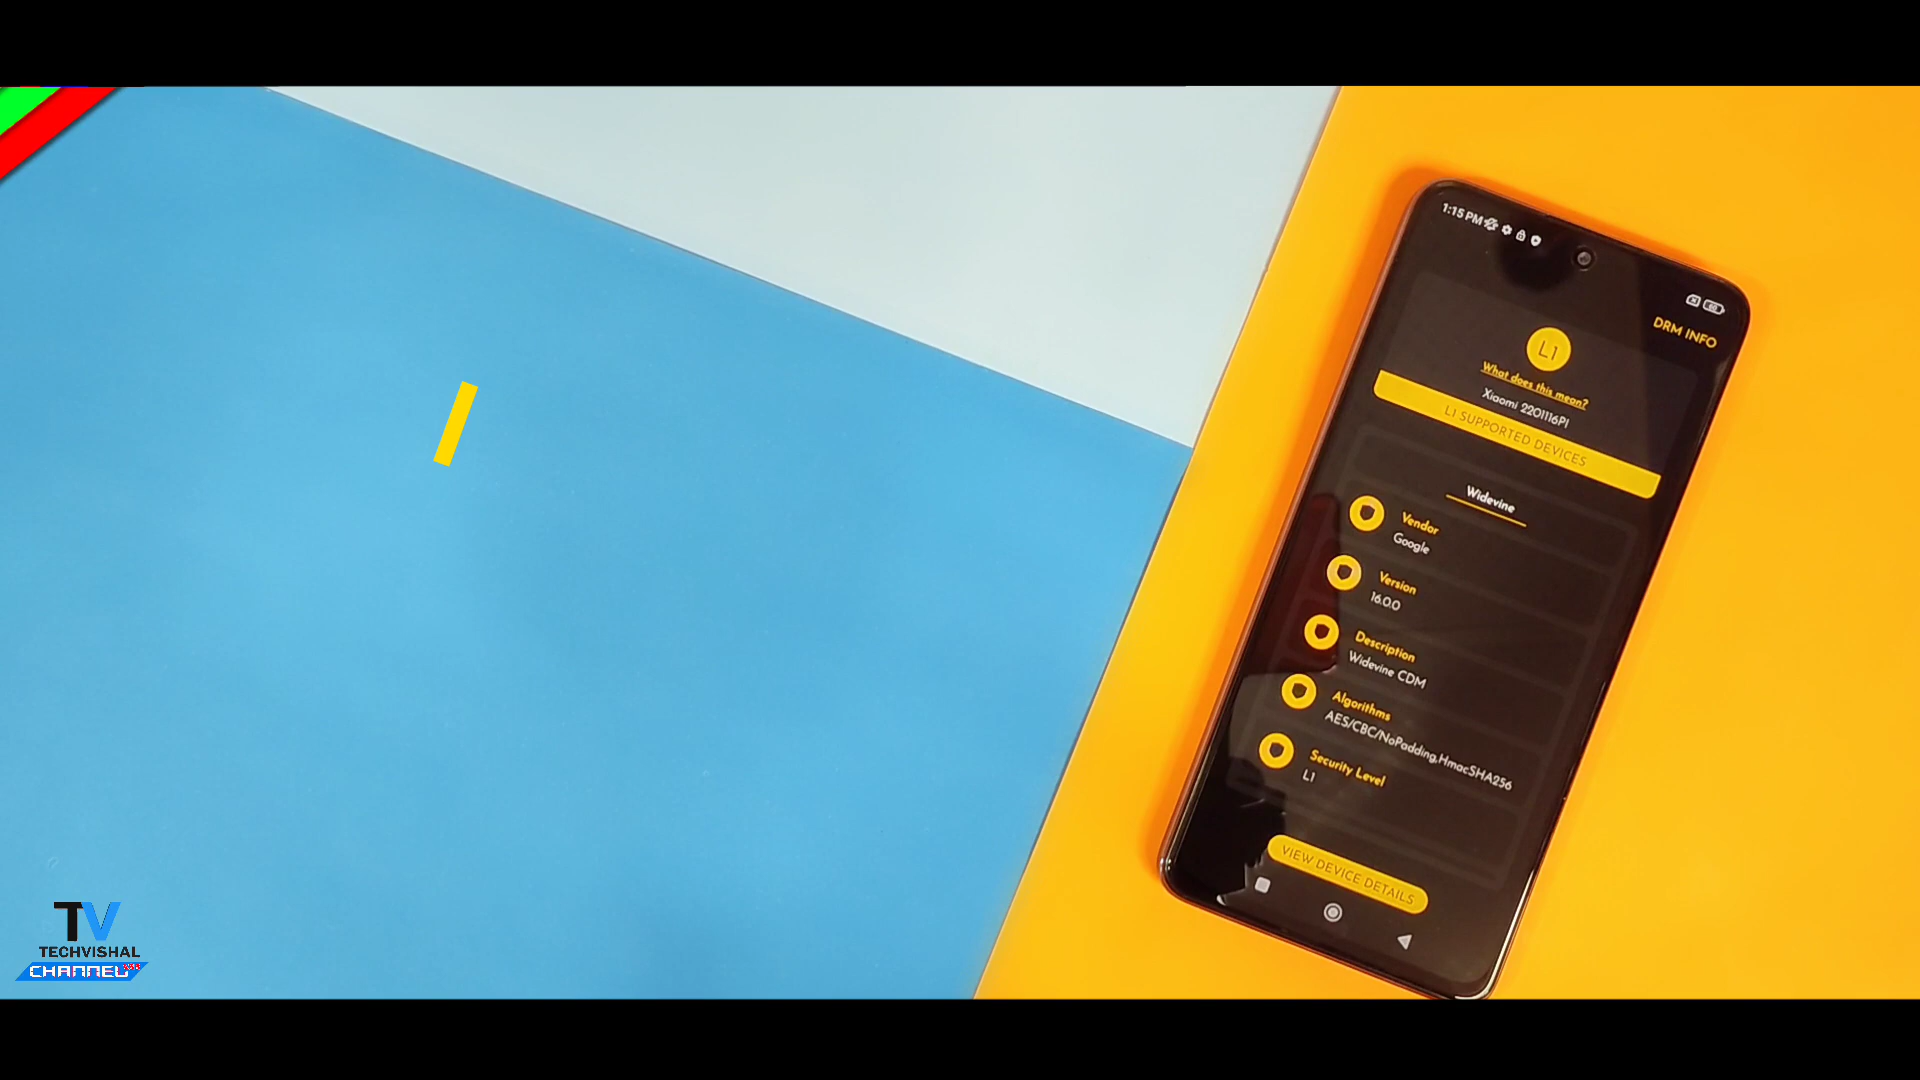 1:15 PM
60
DRM INFO
L1
What does this mean?
Xiaomi 2201116PI
L1 SUPPORTED DEVICES
Widevine
Vendor
Google
Version
16.0.0
Description
Widevine CDM
Algorithms
AES/CBC/NoPadding,HmacSHA256
Security Level
L1
VIEW DEVICE DETAILS
TV
TECHVISHAL
CHANNEL